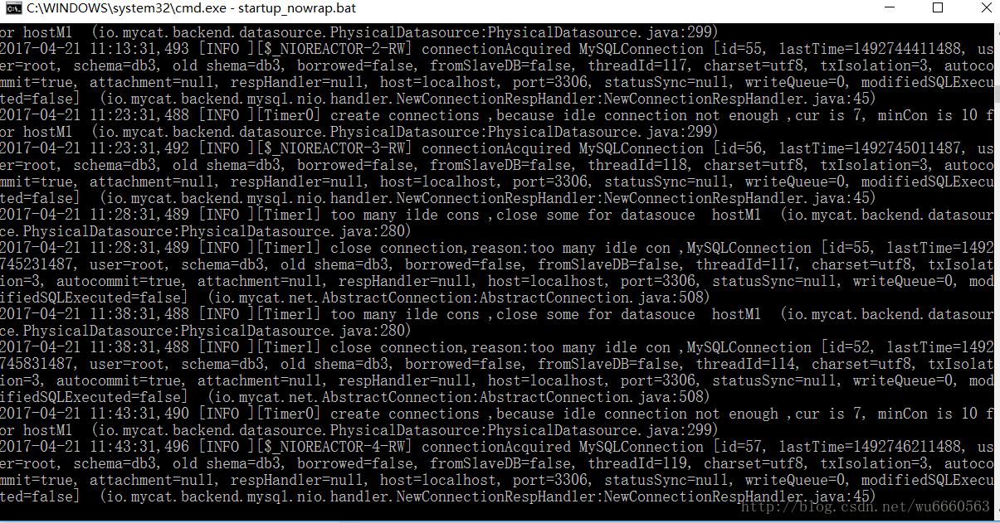 C:\WINDOWS\system32\cmd.exe - startup_nowrap.bat
or hostM1  (io.mycat.backend.datasource.PhysicalDatasource:PhysicalDatasource.java:299)
2017-04-21 11:13:31,493 [INFO ][$_NIOREACTOR-2-RW] connectionAcquired MySQLConnection [id=55, lastTime=1492744411488, us
er=root, schema=db3, old shema=db3, borrowed=false, fromSlaveDB=false, threadId=117, charset=utf8, txIsolation=3, autoco
mmit=true, attachment=null, respHandler=null, host=localhost, port=3306, statusSync=null, writeQueue=0, modifiedSQLExecu
ted=false]  (io.mycat.backend.mysql.nio.handler.NewConnectionRespHandler:NewConnectionRespHandler.java:45)
2017-04-21 11:23:31,488 [INFO ][Timer0] create connections ,because idle connection not enough ,cur is 7, minCon is 10 f
or hostM1  (io.mycat.backend.datasource.PhysicalDatasource:PhysicalDatasource.java:299)
2017-04-21 11:23:31,492 [INFO ][$_NIOREACTOR-3-RW] connectionAcquired MySQLConnection [id=56, lastTime=1492745011487, us
er=root, schema=db3, old shema=db3, borrowed=false, fromSlaveDB=false, threadId=118, charset=utf8, txIsolation=3, autoco
mmit=true, attachment=null, respHandler=null, host=localhost, port=3306, statusSync=null, writeQueue=0, modifiedSQLExecu
ted=false]  (io.mycat.backend.mysql.nio.handler.NewConnectionRespHandler:NewConnectionRespHandler.java:45)
2017-04-21 11:28:31,489 [INFO ][Timer1] too many ilde cons ,close some for datasouce  hostM1  (io.mycat.backend.datasour
ce.PhysicalDatasource:PhysicalDatasource.java:280)
2017-04-21 11:28:31,489 [INFO ][Timer1] close connection,reason:too many idle con ,MySQLConnection [id=55, lastTime=1492
745231487, user=root, schema=db3, old shema=db3, borrowed=false, fromSlaveDB=false, threadId=117, charset=utf8, txIsolat
ion=3, autocommit=true, attachment=null, respHandler=null, host=localhost, port=3306, statusSync=null, writeQueue=0, mod
ifiedSQLExecuted=false]  (io.mycat.net.AbstractConnection:AbstractConnection.java:508)
2017-04-21 11:38:31,488 [INFO ][Timer1] too many ilde cons ,close some for datasouce  hostM1  (io.mycat.backend.datasour
ce.PhysicalDatasource:PhysicalDatasource.java:280)
2017-04-21 11:38:31,488 [INFO ][Timer1] close connection,reason:too many idle con ,MySQLConnection [id=52, lastTime=1492
745831487, user=root, schema=db3, old shema=db3, borrowed=false, fromSlaveDB=false, threadId=114, charset=utf8, txIsolat
ion=3, autocommit=true, attachment=null, respHandler=null, host=localhost, port=3306, statusSync=null, writeQueue=0, mod
ifiedSQLExecuted=false]  (io.mycat.net.AbstractConnection:AbstractConnection.java:508)
2017-04-21 11:43:31,490 [INFO ][Timer0] create connections ,because idle connection not enough ,cur is 7, minCon is 10 f
or hostM1  (io.mycat.backend.datasource.PhysicalDatasource:PhysicalDatasource.java:299)
2017-04-21 11:43:31,496 [INFO ][$_NIOREACTOR-4-RW] connectionAcquired MySQLConnection [id=57, lastTime=1492746211488, us
er=root, schema=db3, old shema=db3, borrowed=false, fromSlaveDB=false, threadId=119, charset=utf8, txIsolation=3, autoco
mmit=true, attachment=null, respHandler=null, host=localhost, port=3306, statusSync=null, writeQueue=0, modifiedSQLExecu
ted=false]  (io.mycat.backend.mysql.nio.handler.NewConnectionRespHandler:NewConnectionRespHandler.java:45)
http://blog.csdn.net/wu6660563